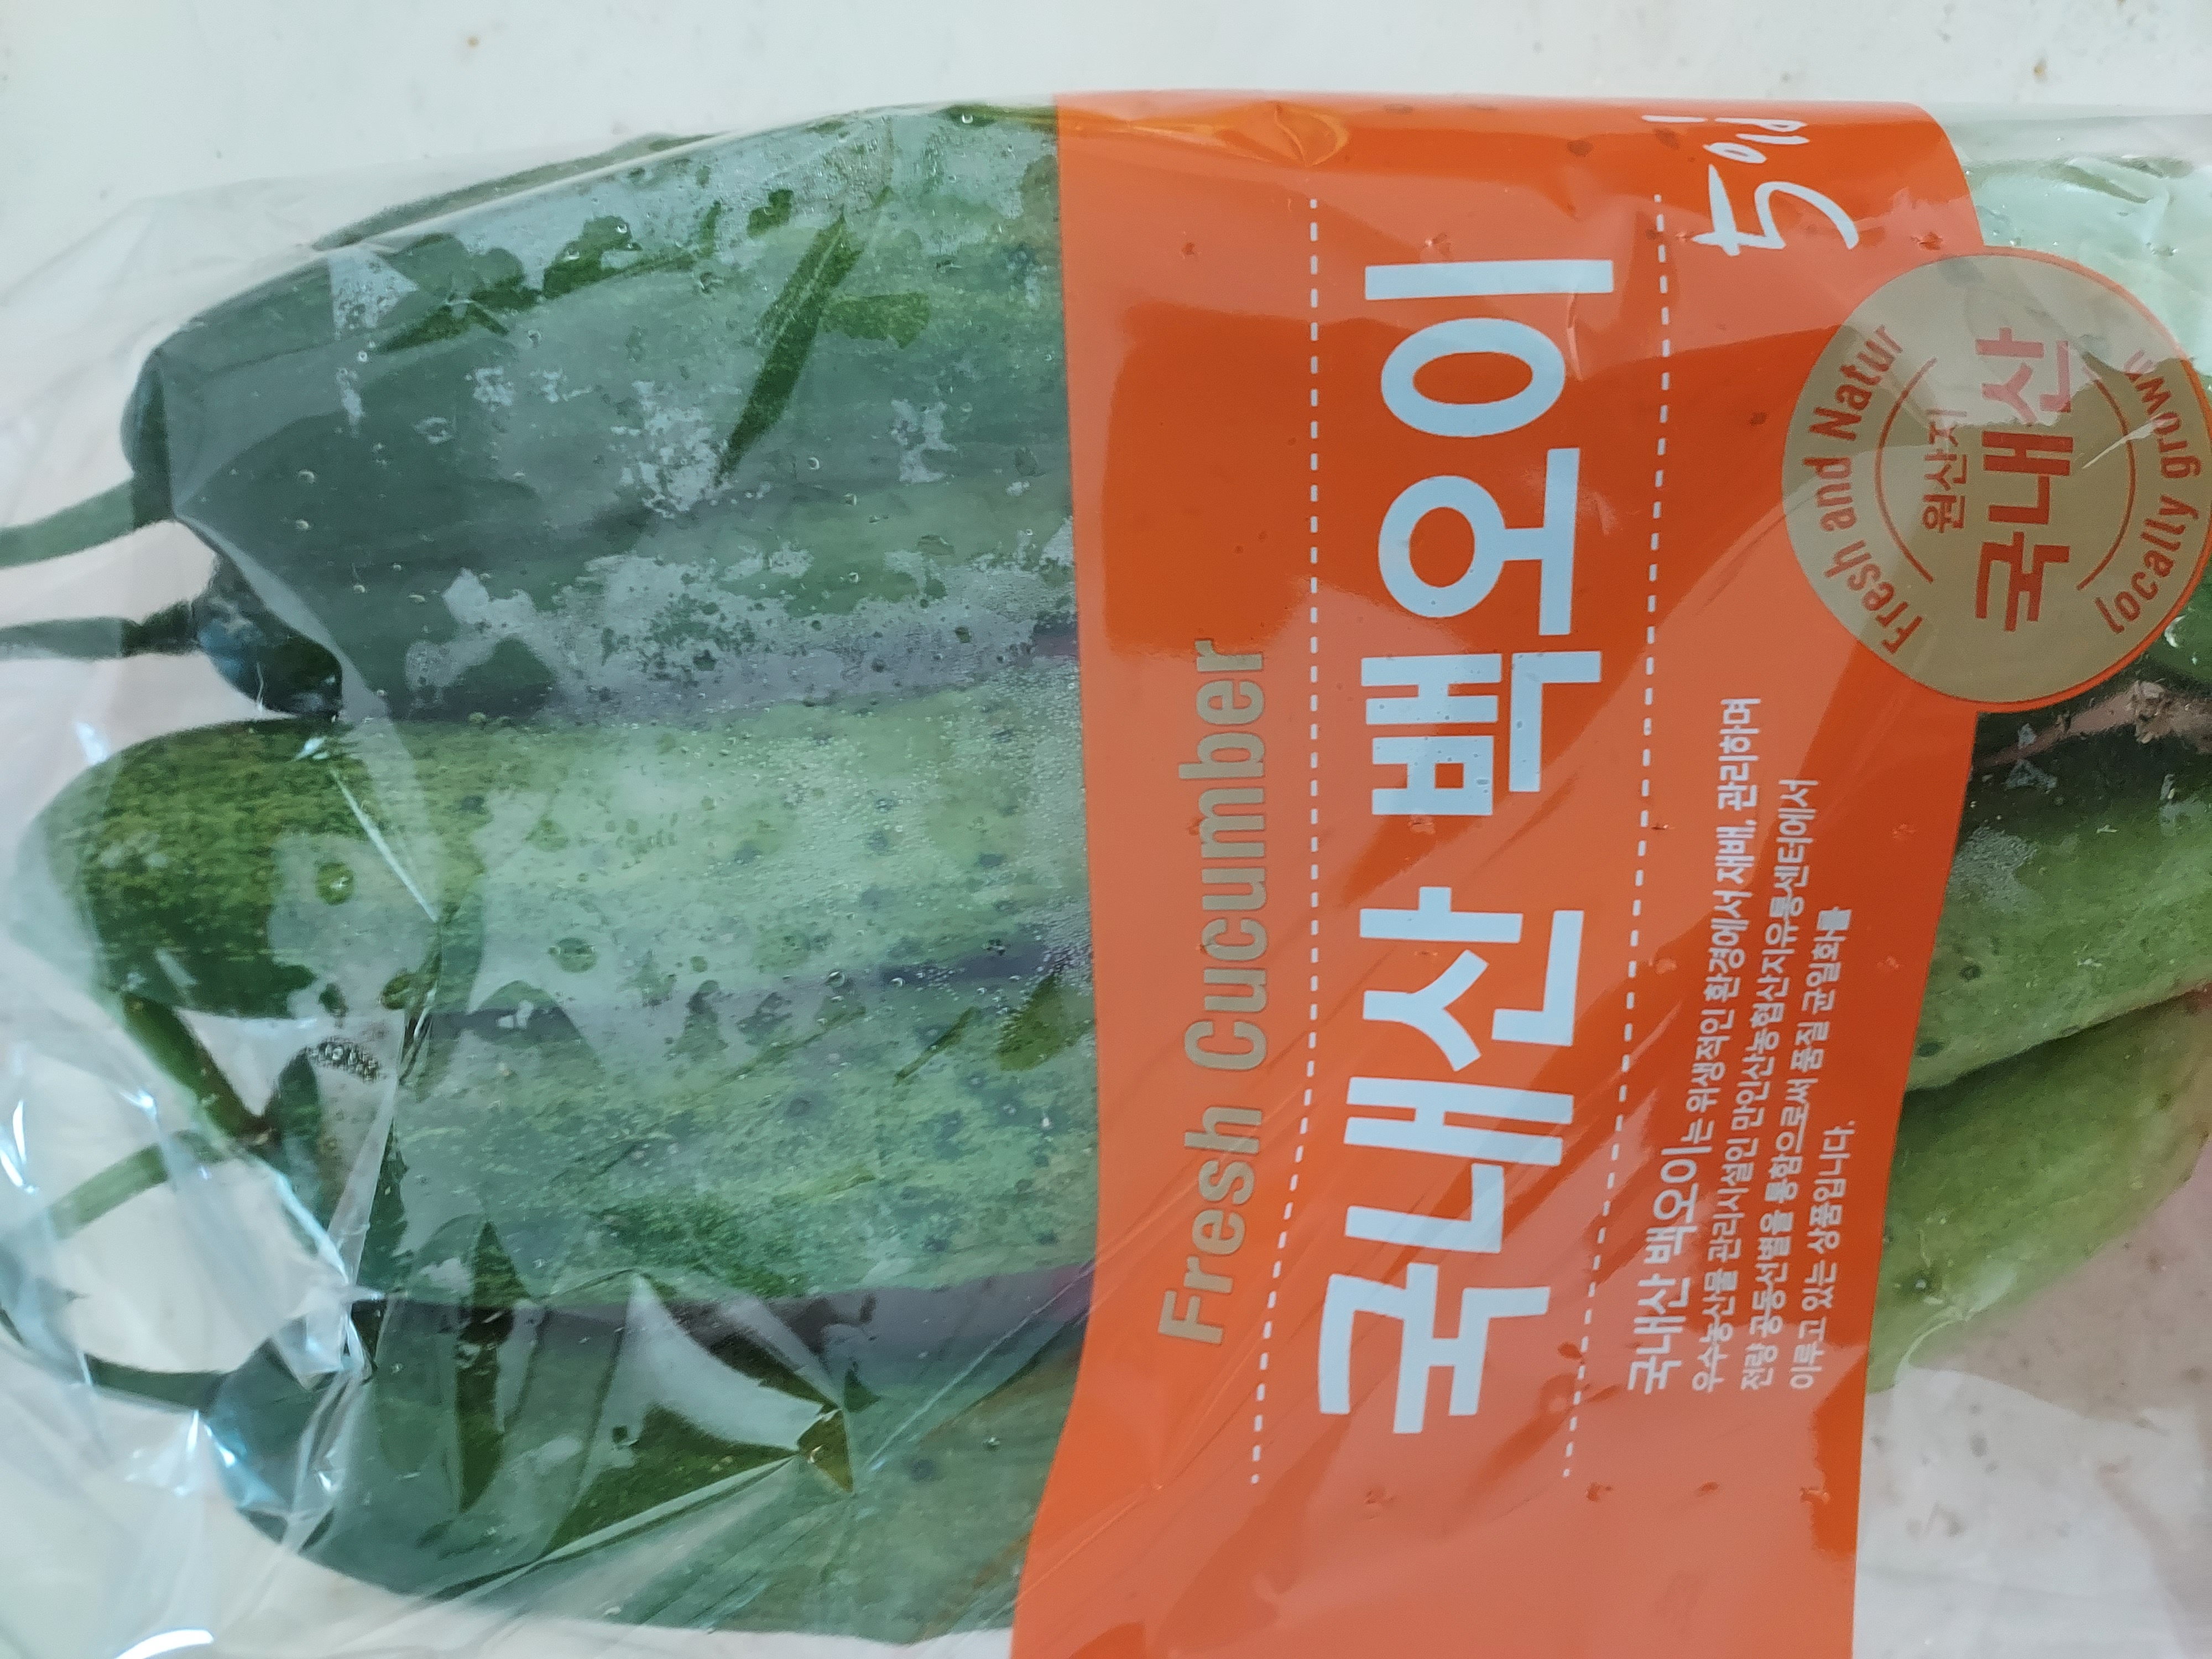 Fresh Cucumber
국내산 백오이
5입
국내산 백오이는 위생적인 환경에서 재배, 관리하며
우수농산물 관리시설인 만인산농협산지유통센터에서
전량 공동선별을 통함으로써 품질 균일화를
이루고 있는 상품입니다.
Fresh and Natur
원산지
국내산
locally grown